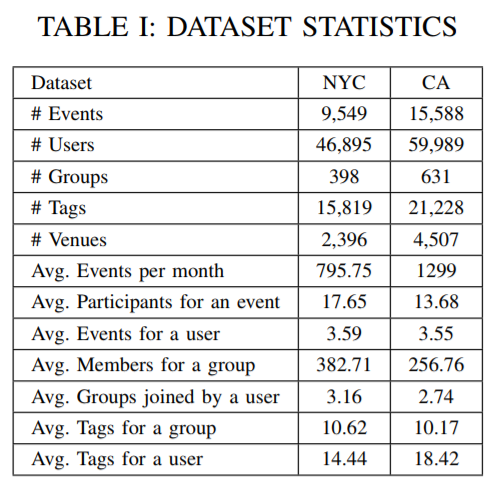 TABLE I: DATASET STATISTICS
Dataset NYC CA
# Events 9,549 15,588
# Users 46,895 59,989
# Groups 398 631
# Tags 15,819 21,228
# Venues 2,396 4,507
Avg. Events per month 795.75 1299
Avg. Participants for an event 17.65 13.68
Avg. Events for a user 3.59 3.55
Avg. Members for a group 382.71 256.76
Avg. Groups joined by a user 3.16 2.74
Avg. Tags for a group 10.62 10.17
Avg. Tags for a user 14.44 18.42